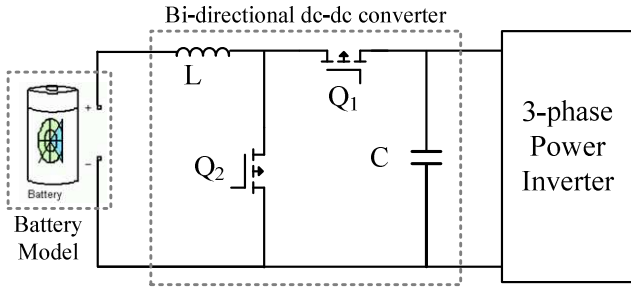 Bi-directional dc-dc converter
L
Q1
Q2
C
+
-
Battery
Battery
Model
3-phase
Power
Inverter